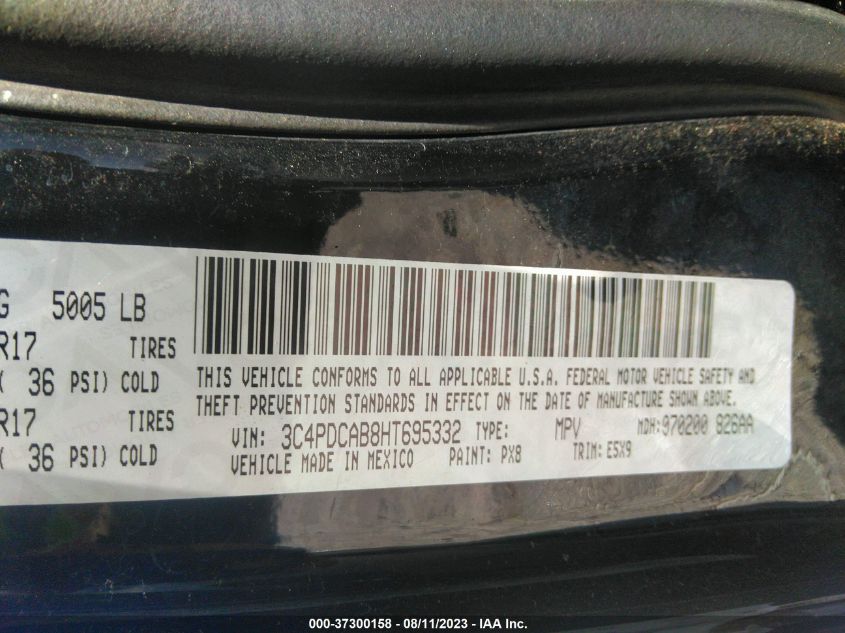 G 5005 LB
R17 TIRES
( 36 PSI) COLD
R17 TIRES
( 36 PSI) COLD
THIS VEHICLE CONFORMS TO ALL APPLICABLE U.S.A. FEDERAL MOTOR VEHICLE SAFETY AND
THEFT PREVENTION STANDARDS IN EFFECT ON THE DATE OF MANUFACTURE SHOWN ABOVE.
VIN: 3C4PDCAB8HT695332 TYPE: MPV MDH: 970200 826AA
VEHICLE MADE IN MEXICO PAINT: PX8 TRIM: E5X9
000-37300158 - 08/11/2023 - IAA Inc.